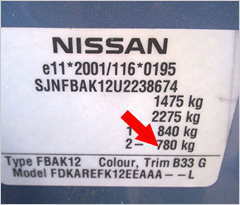 NISSAN
e11*2001/116*0195
SJNFBAK12U2238674
1475 kg
2275 kg
1- 840 kg
2- 780 kg
Type FBAK12 Colour, Trim B33 G
Model FDKAREFK12EEAAA--L